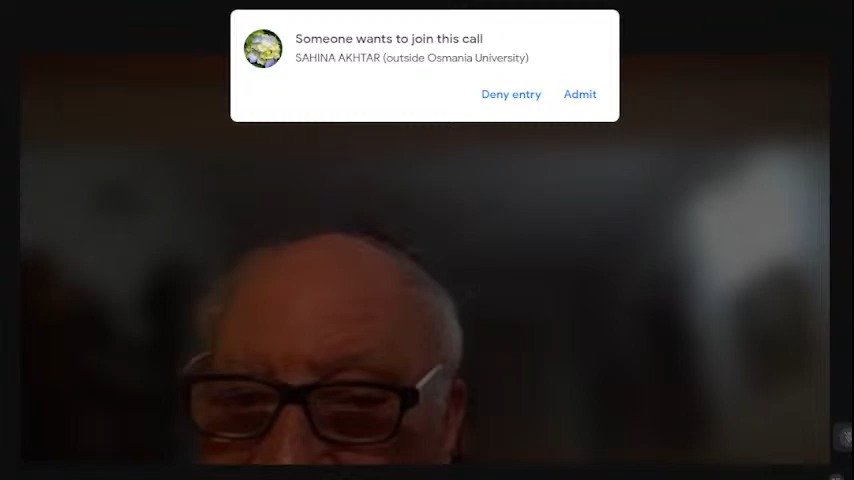 Someone wants to join this call
SAHINA AKHTAR (outside Osmania University)
Deny entry Admit